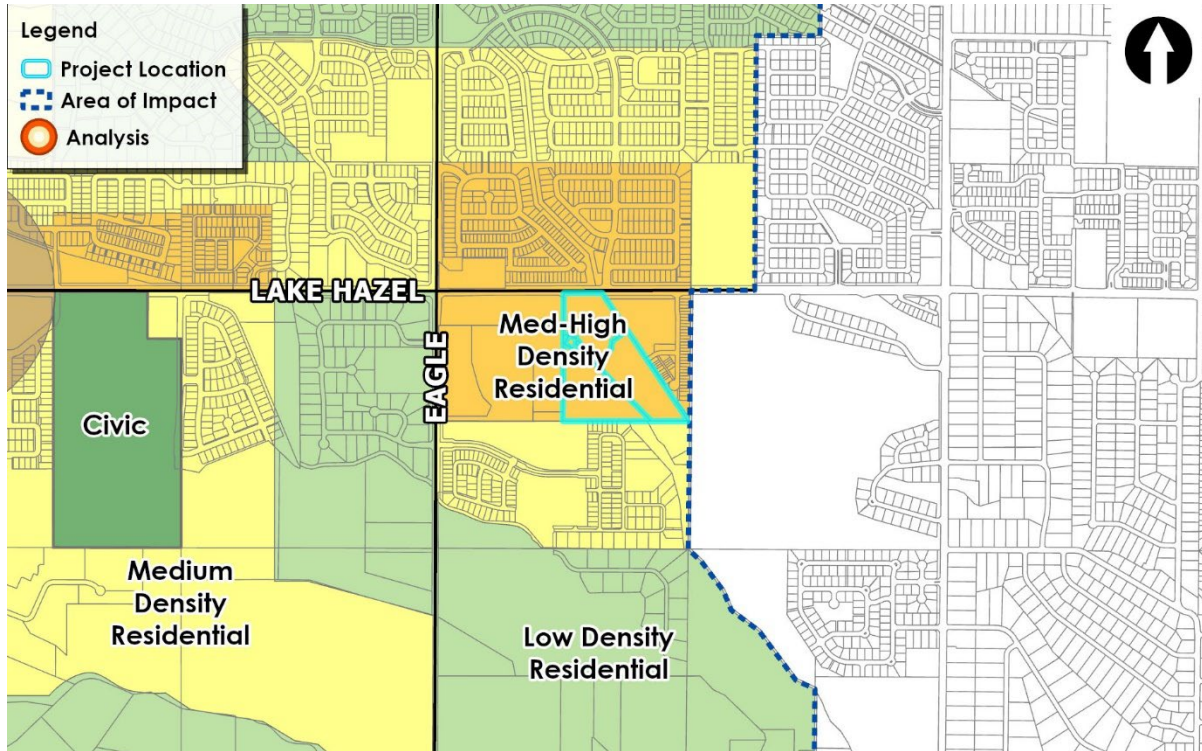 Legend
Project Location
Area of Impact
Analysis
LAKE HAZEL
EAGLE
Med-High
Density
Residential
Civic
Medium
Density
Residential
Low Density
Residential